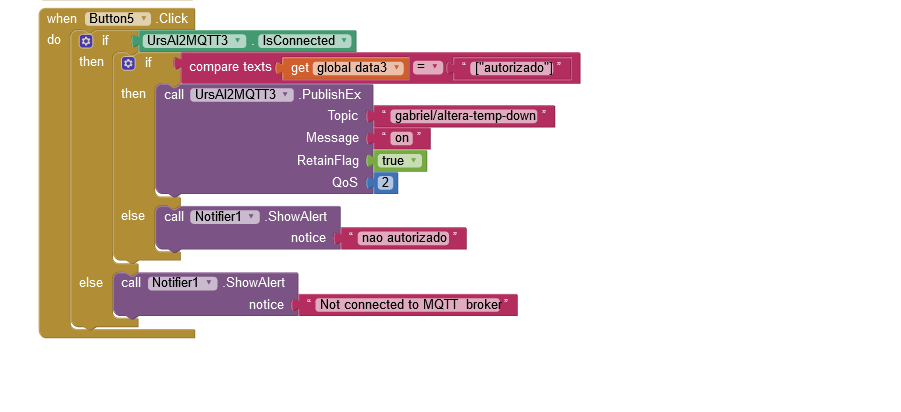 when Button5 .Click
do if UrsAI2MQTT3 . IsConnected
then if compare texts get global data3 = " ["autorizado"] "
then call UrsAI2MQTT3 .PublishEx
Topic " gabriel/altera-temp-down "
Message " on "
RetainFlag true
QoS 2
else call Notifier1 .ShowAlert
notice " nao autorizado "
else call Notifier1 .ShowAlert
notice " Not connected to MQTT broker "